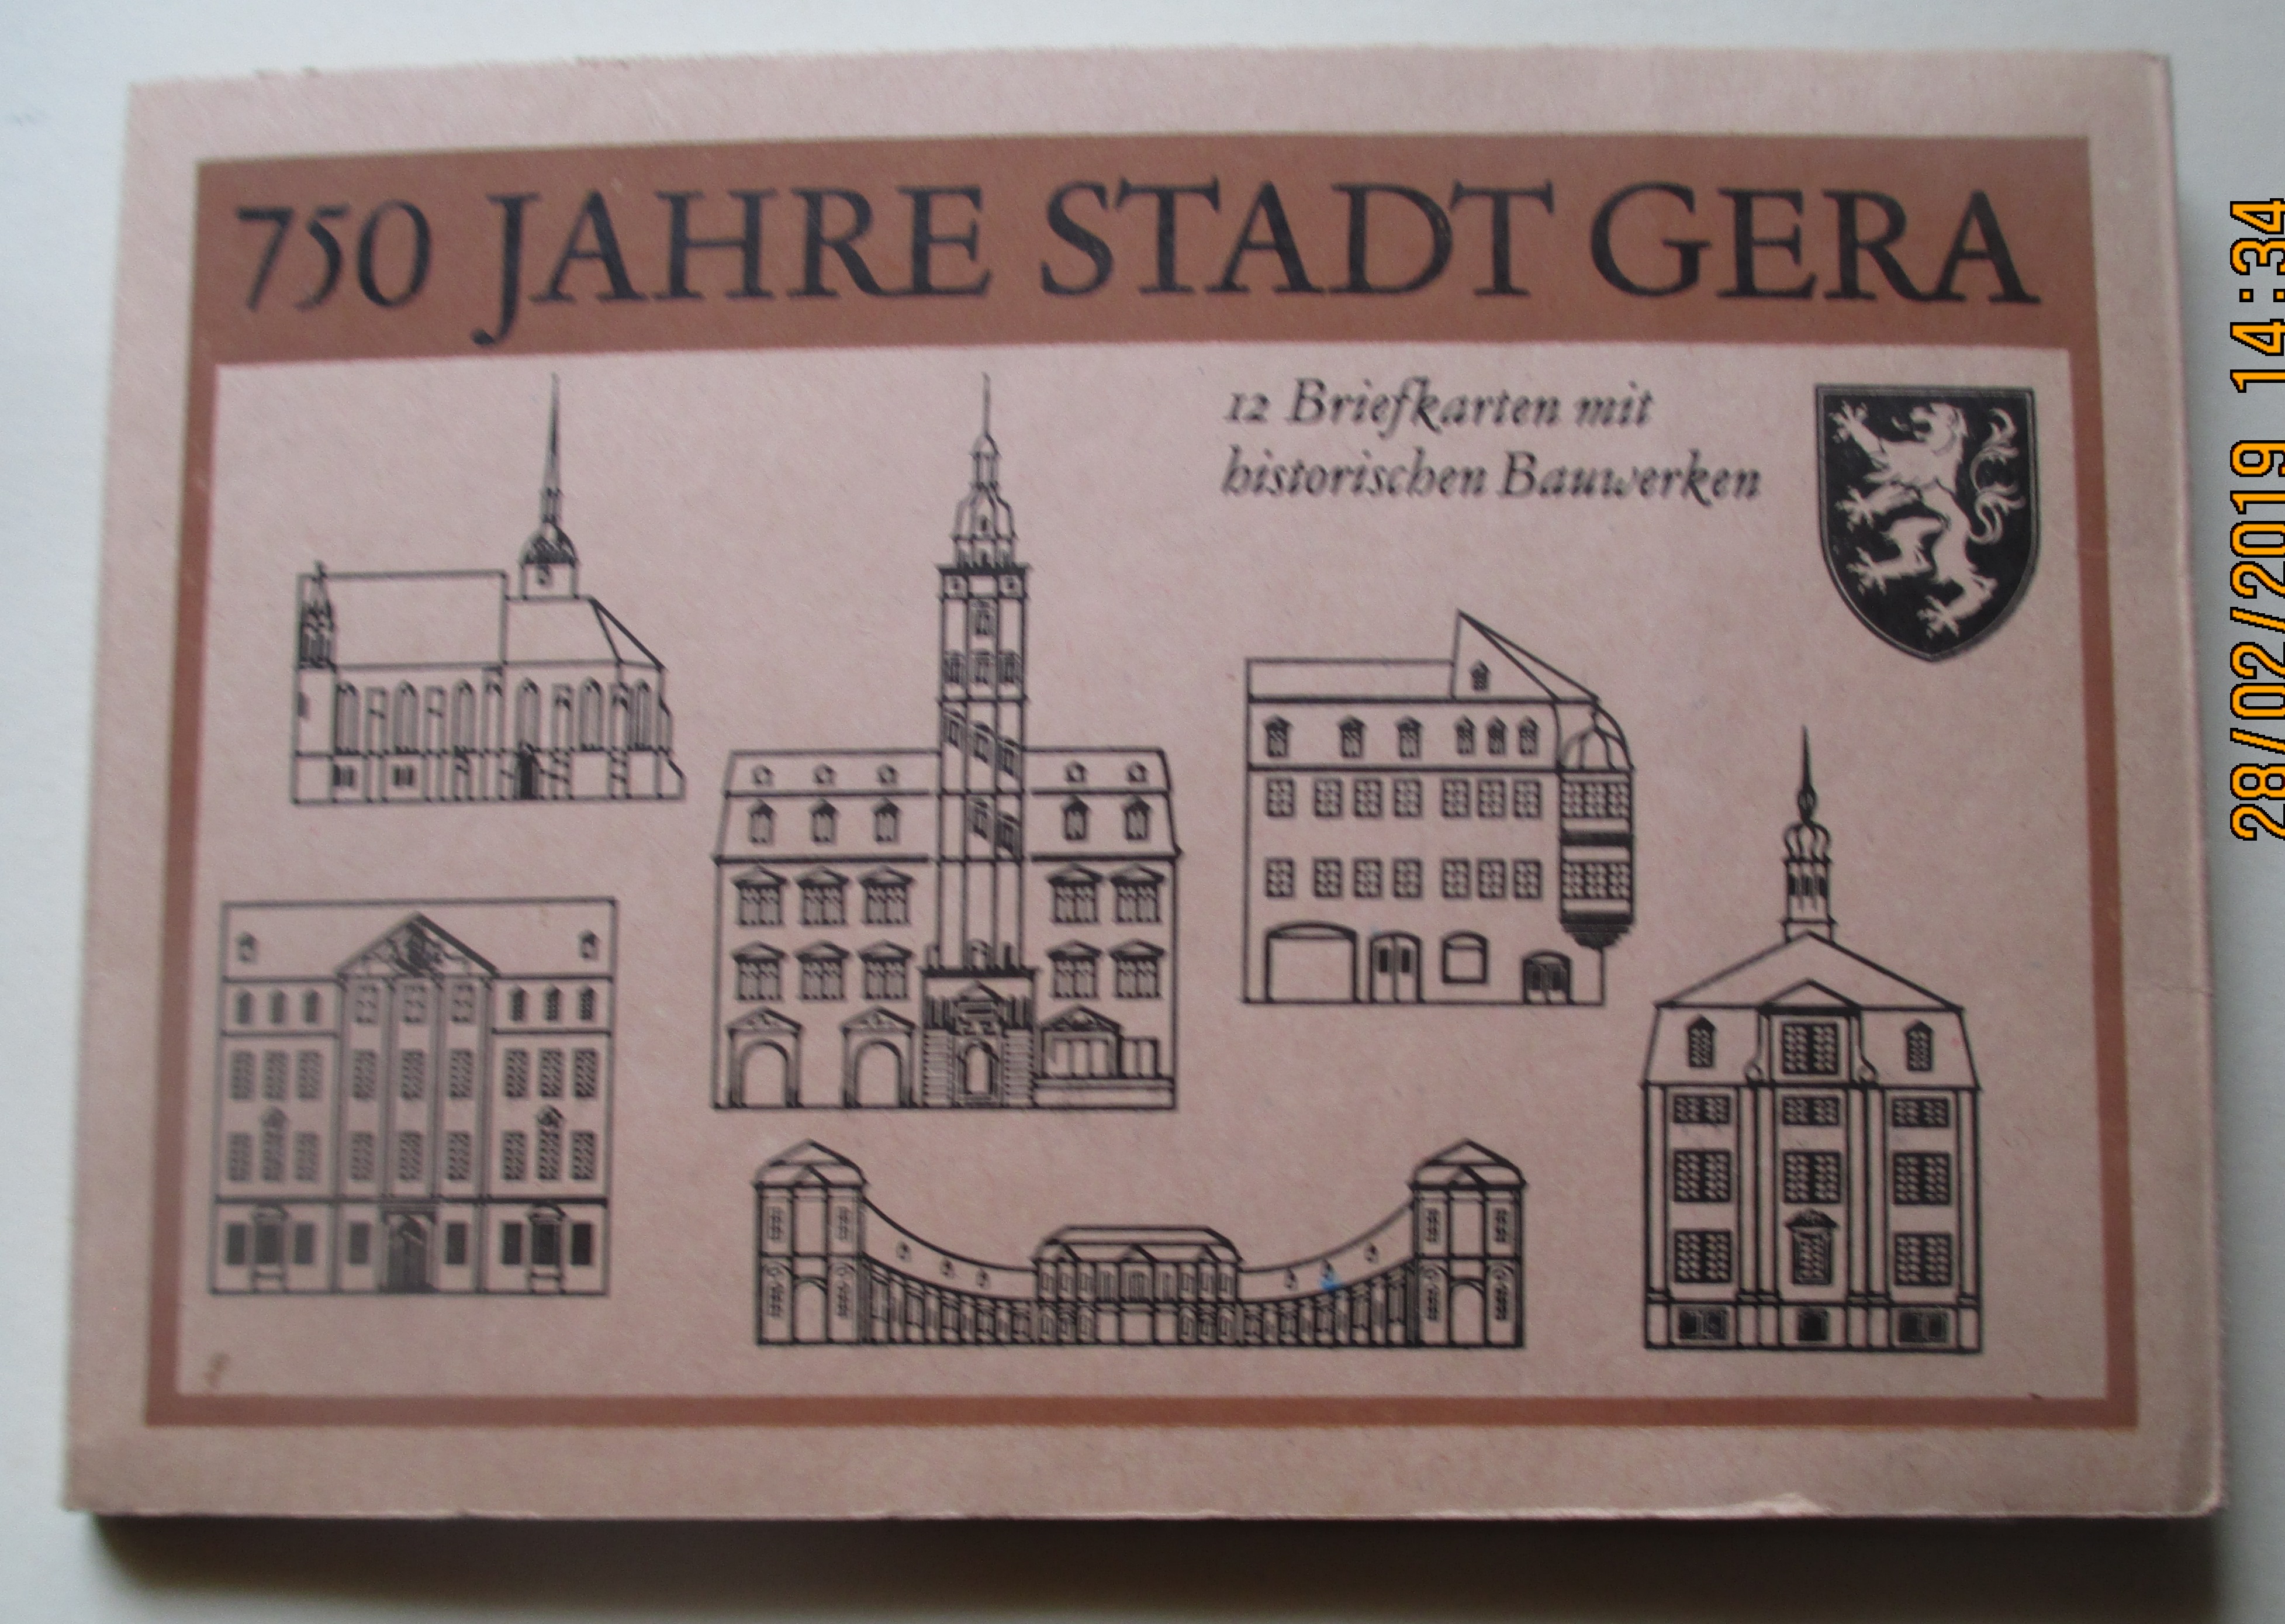 750 JAHRE STADT GERA
12 Briefkarten mit
historischen Bauwerken
28/02/2019 14:34